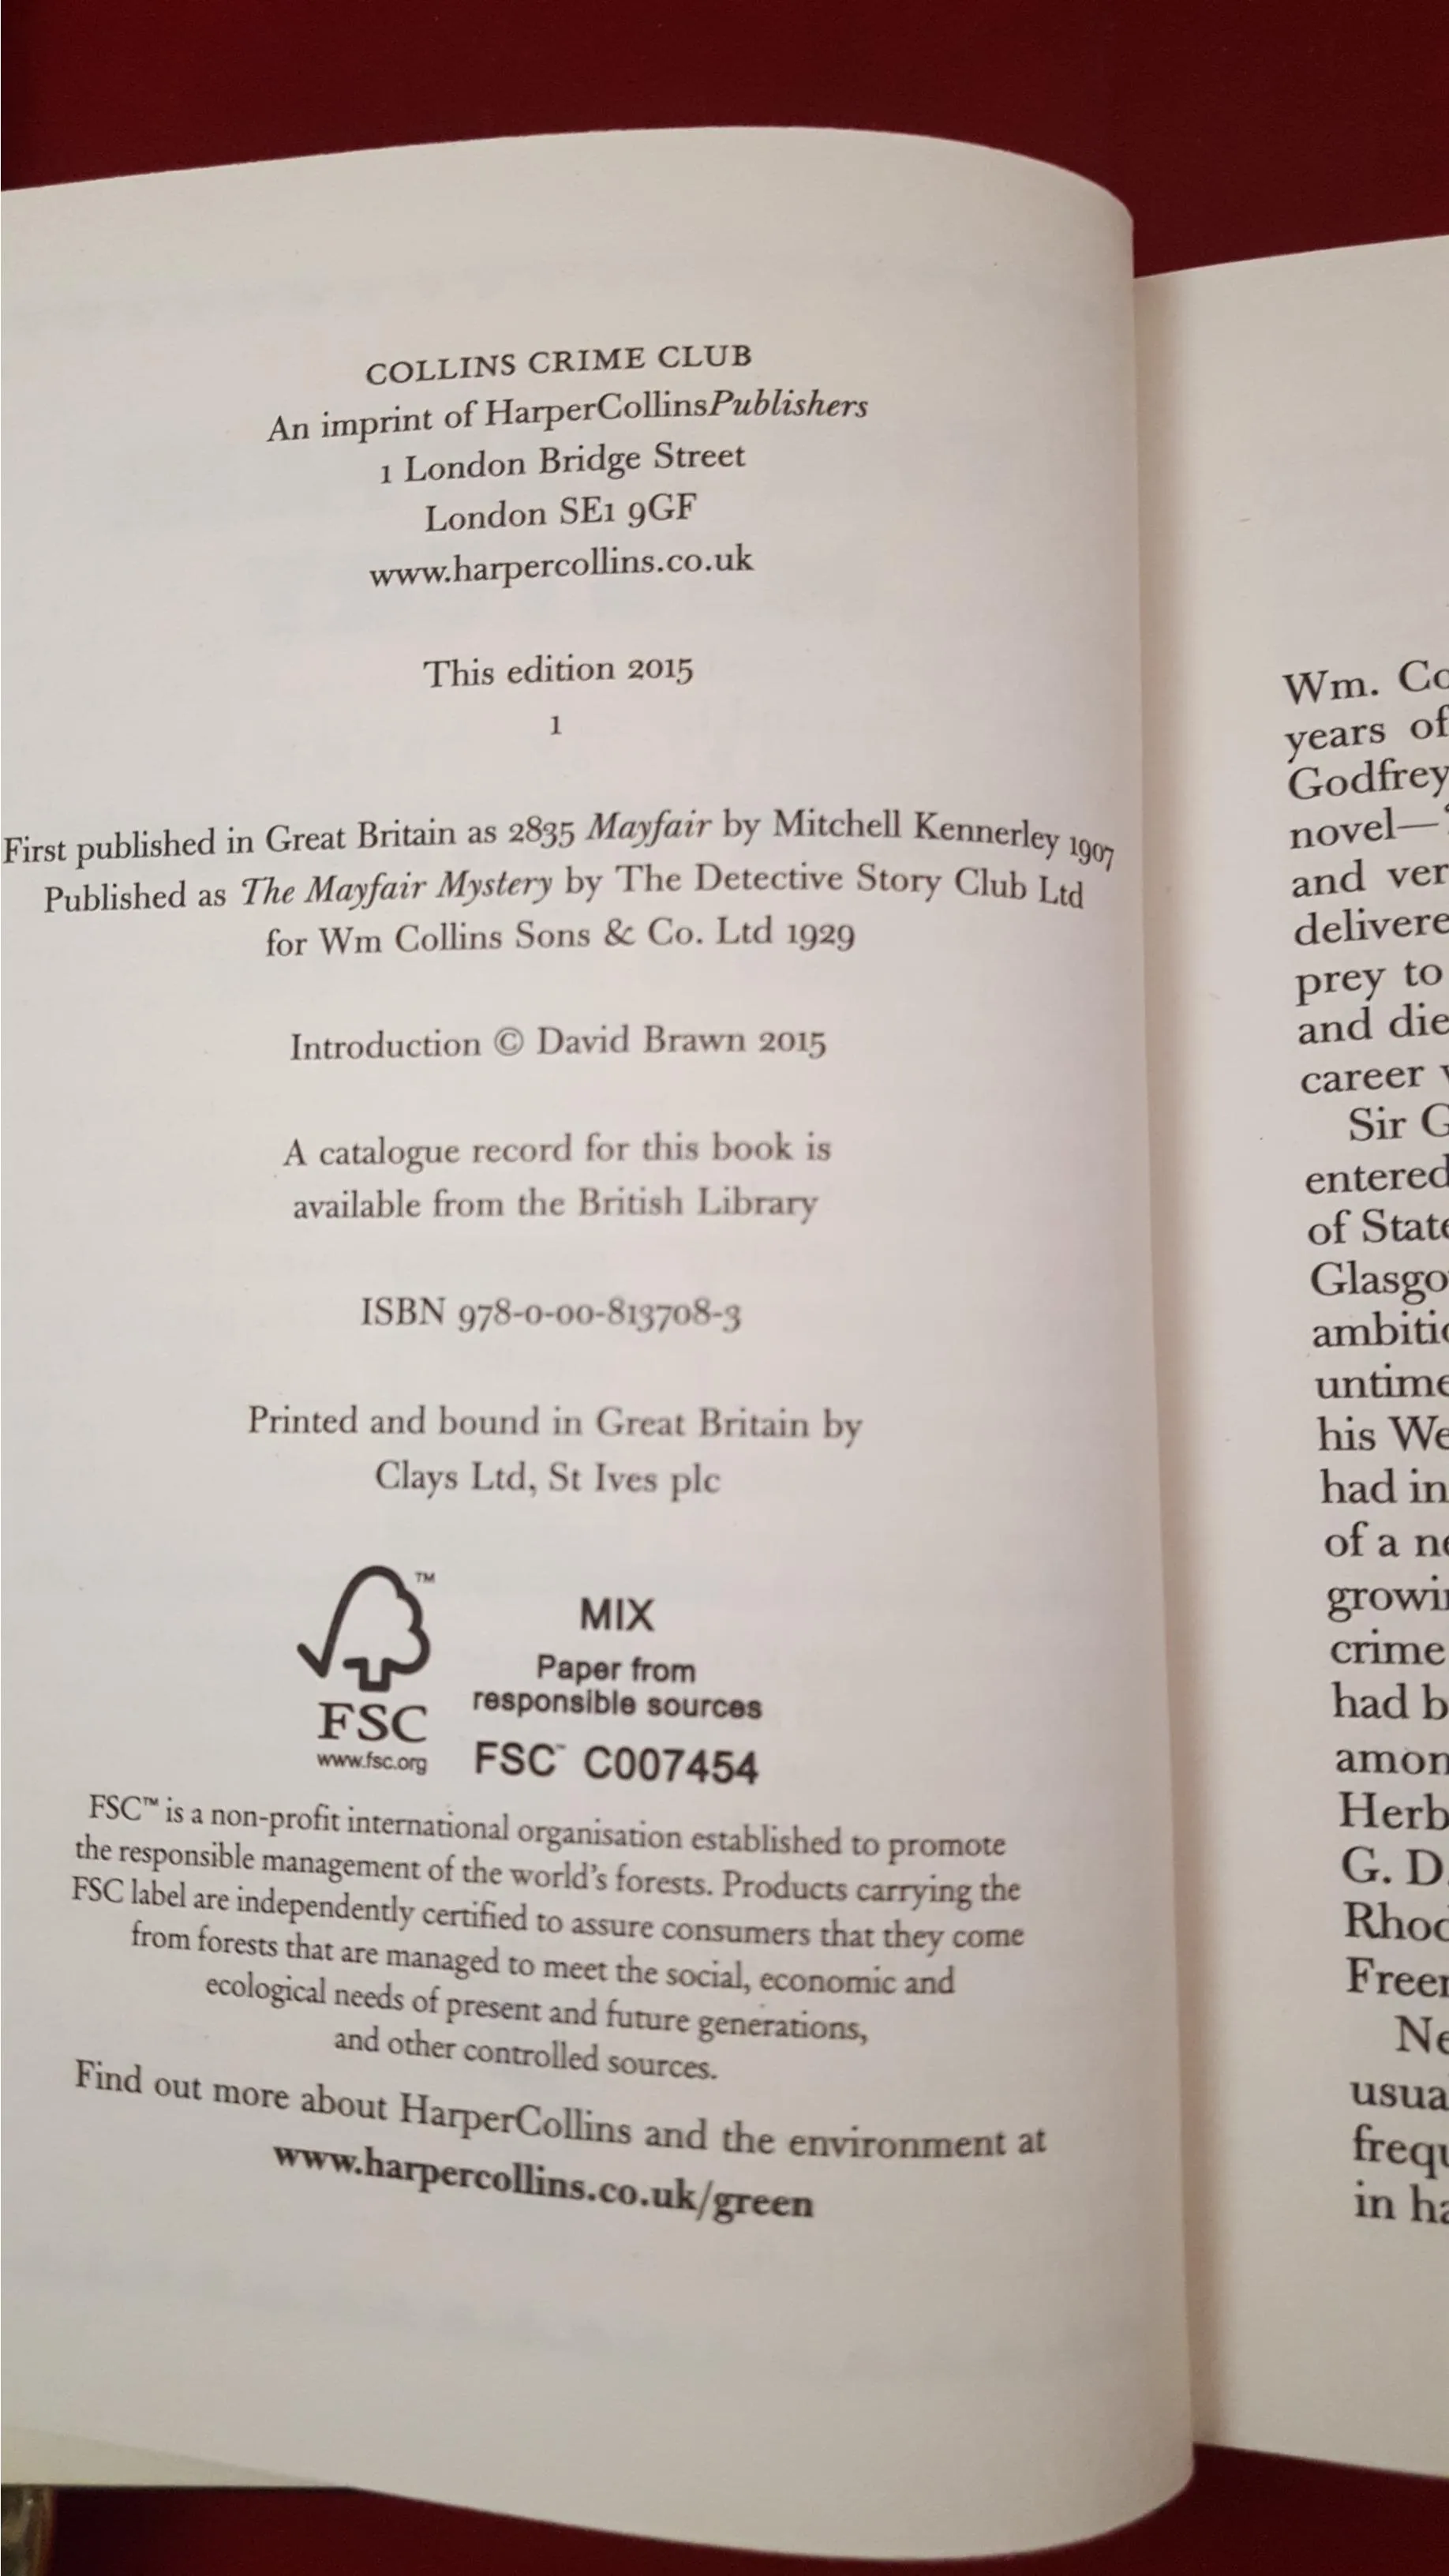 COLLINS CRIME CLUB
An imprint of HarperCollinsPublishers
1 London Bridge Street
London SE1 9GF
www.harpercollins.co.uk
This edition 2015
1
First published in Great Britain as 2835 Mayfair by Mitchell Kennerley 1907
Published as The Mayfair Mystery by The Detective Story Club Ltd
for Wm Collins Sons & Co. Ltd 1929
Introduction © David Brawn 2015
A catalogue record for this book is
available from the British Library
ISBN 978-0-00-813708-3
Printed and bound in Great Britain by
Clays Ltd, St Ives plc
TM
FSC
www.fsc.org
MIX
Paper from
responsible sources
FSC™ C007454
FSC™ is a non-profit international organisation established to promote
the responsible management of the world's forests. Products carrying the
FSC label are independently certified to assure consumers that they come
from forests that are managed to meet the social, economic and
ecological needs of present and future generations,
and other controlled sources.
Find out more about HarperCollins and the environment at
www.harpercollins.co.uk/green
Wm.
years of
Godfrey
novel—
and
prey to
and
career
Sir
entered
of
his
had in
of a
crime
had
G. D.
in